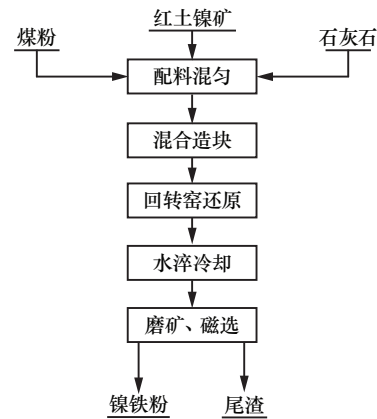 红土镍矿
煤粉
石灰石
配料混匀
混合造块
回转窑还原
水淬冷却
磨矿、磁选
镍铁粉
尾渣